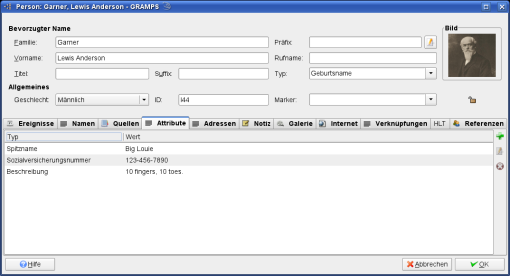 Person: Garner, Lewis Anderson - GRAMPS
Bevorzugter Name
Bild
Familie: Garner Präfix
Vorname: Lewis Anderson Rufname:
Titel: Suffix Typ: Geburtsname
Allgemeines
Geschlecht: Männlich ID: I44 Marker:
Ereignisse Namen Quellen Attribute Adressen Notiz Galerie Internet Verknüpfungen HLT Referenzen
Typ Wert
Spitzname Big Louie
Sozialversicherungsnummer 123-456-7890
Beschreibung 10 fingers, 10 toes.
Hilfe Abbrechen OK